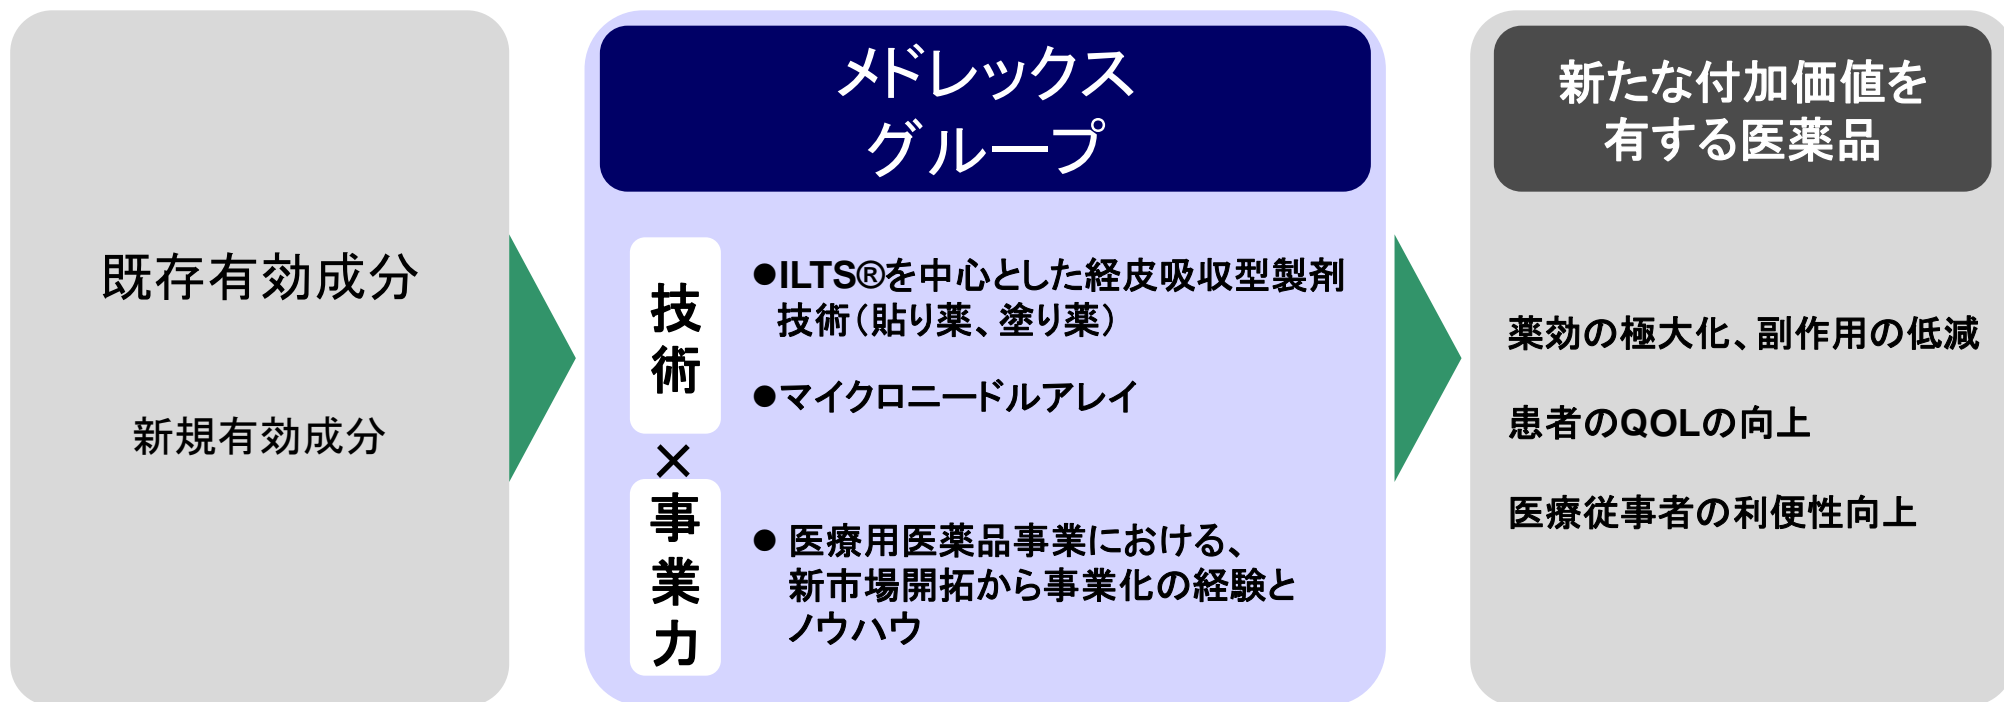 既存有効成分
新規有効成分
メドレックス
グループ
技術
●ILTS®を中心とした経皮吸収型製剤
技術（貼り薬、塗り薬）
●マイクロニードルアレイ
×
事業力
● 医療用医薬品事業における、
新市場開拓から事業化の経験と
ノウハウ
新たな付加価値を
有する医薬品
薬効の極大化、副作用の低減
患者のQOLの向上
医療従事者の利便性向上